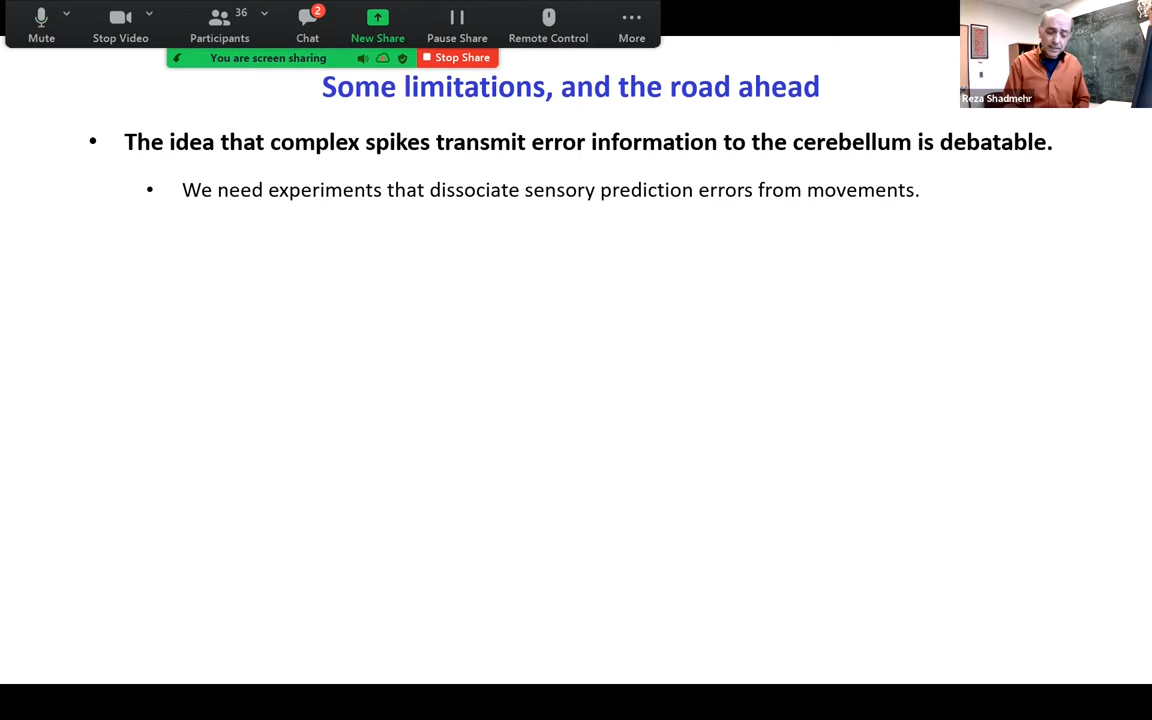 36
2
Mute
Stop Video
Participants
Chat
New Share
Pause Share
Remote Control
More
You are screen sharing
Stop Share
Reza Shadmehr
Some limitations, and the road ahead
• The idea that complex spikes transmit error information to the cerebellum is debatable.
• We need experiments that dissociate sensory prediction errors from movements.